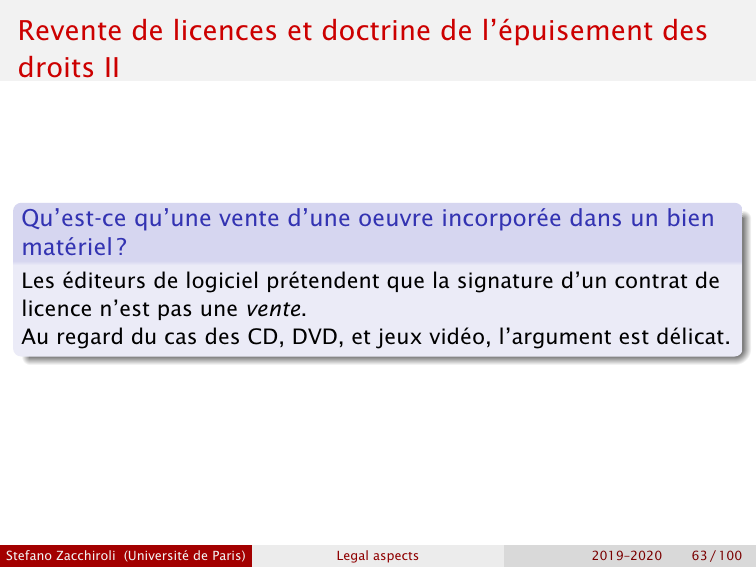 Revente de licences et doctrine de l’épuisement des
droits II
Qu’est-ce qu’une vente d’une oeuvre incorporée dans un bien
matériel ?
Les éditeurs de logiciel prétendent que la signature d’un contrat de
licence n’est pas une vente.
Au regard du cas des CD, DVD, et jeux vidéo, l’argument est délicat.
Stefano Zacchiroli (Université de Paris) Legal aspects 2019–2020 63 / 100